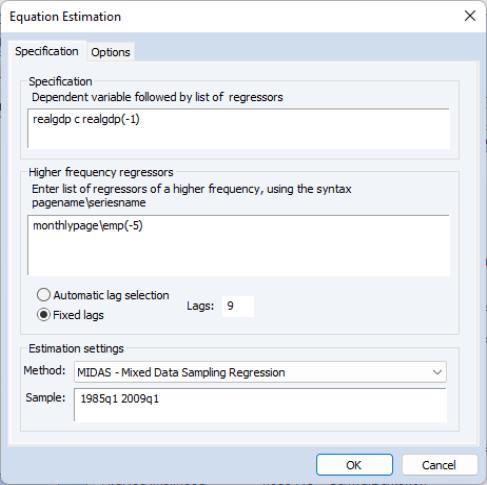 Equation Estimation
Specification Options
Specification
Dependent variable followed by list of regressors
realgdp c realgdp(-1)
Higher frequency regressors
Enter list of regressors of a higher frequency, using the syntax
pagename\seriesname
monthlypage\emp(-5)
Automatic lag selection
Fixed lags
Lags: 9
Estimation settings
Method: MIDAS - Mixed Data Sampling Regression
Sample: 1985q1 2009q1
OK Cancel